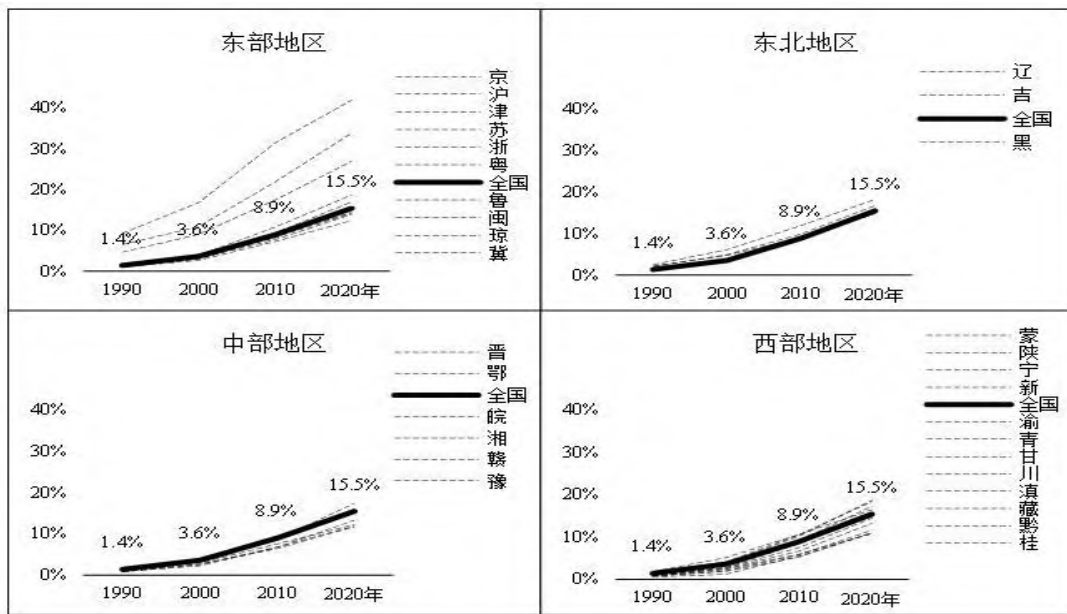 东部地区
京
沪
津
苏
浙
粤
全国
鲁
闽
琼
冀
40%
30%
20%
10%
0%
1.4%
3.6%
8.9%
15.5%
1990
2000
2010
2020年
东北地区
辽
吉
全国
黑
40%
30%
20%
10%
0%
1.4%
3.6%
8.9%
15.5%
1990
2000
2010
2020年
中部地区
晋
鄂
全国
皖
湘
赣
豫
40%
30%
20%
10%
0%
1.4%
3.6%
8.9%
15.5%
1990
2000
2010
2020年
西部地区
蒙
陕
宁
新
全国
渝
青
甘
川
滇
藏
黔
桂
40%
30%
20%
10%
0%
1.4%
3.6%
8.9%
15.5%
1990
2000
2010
2020年